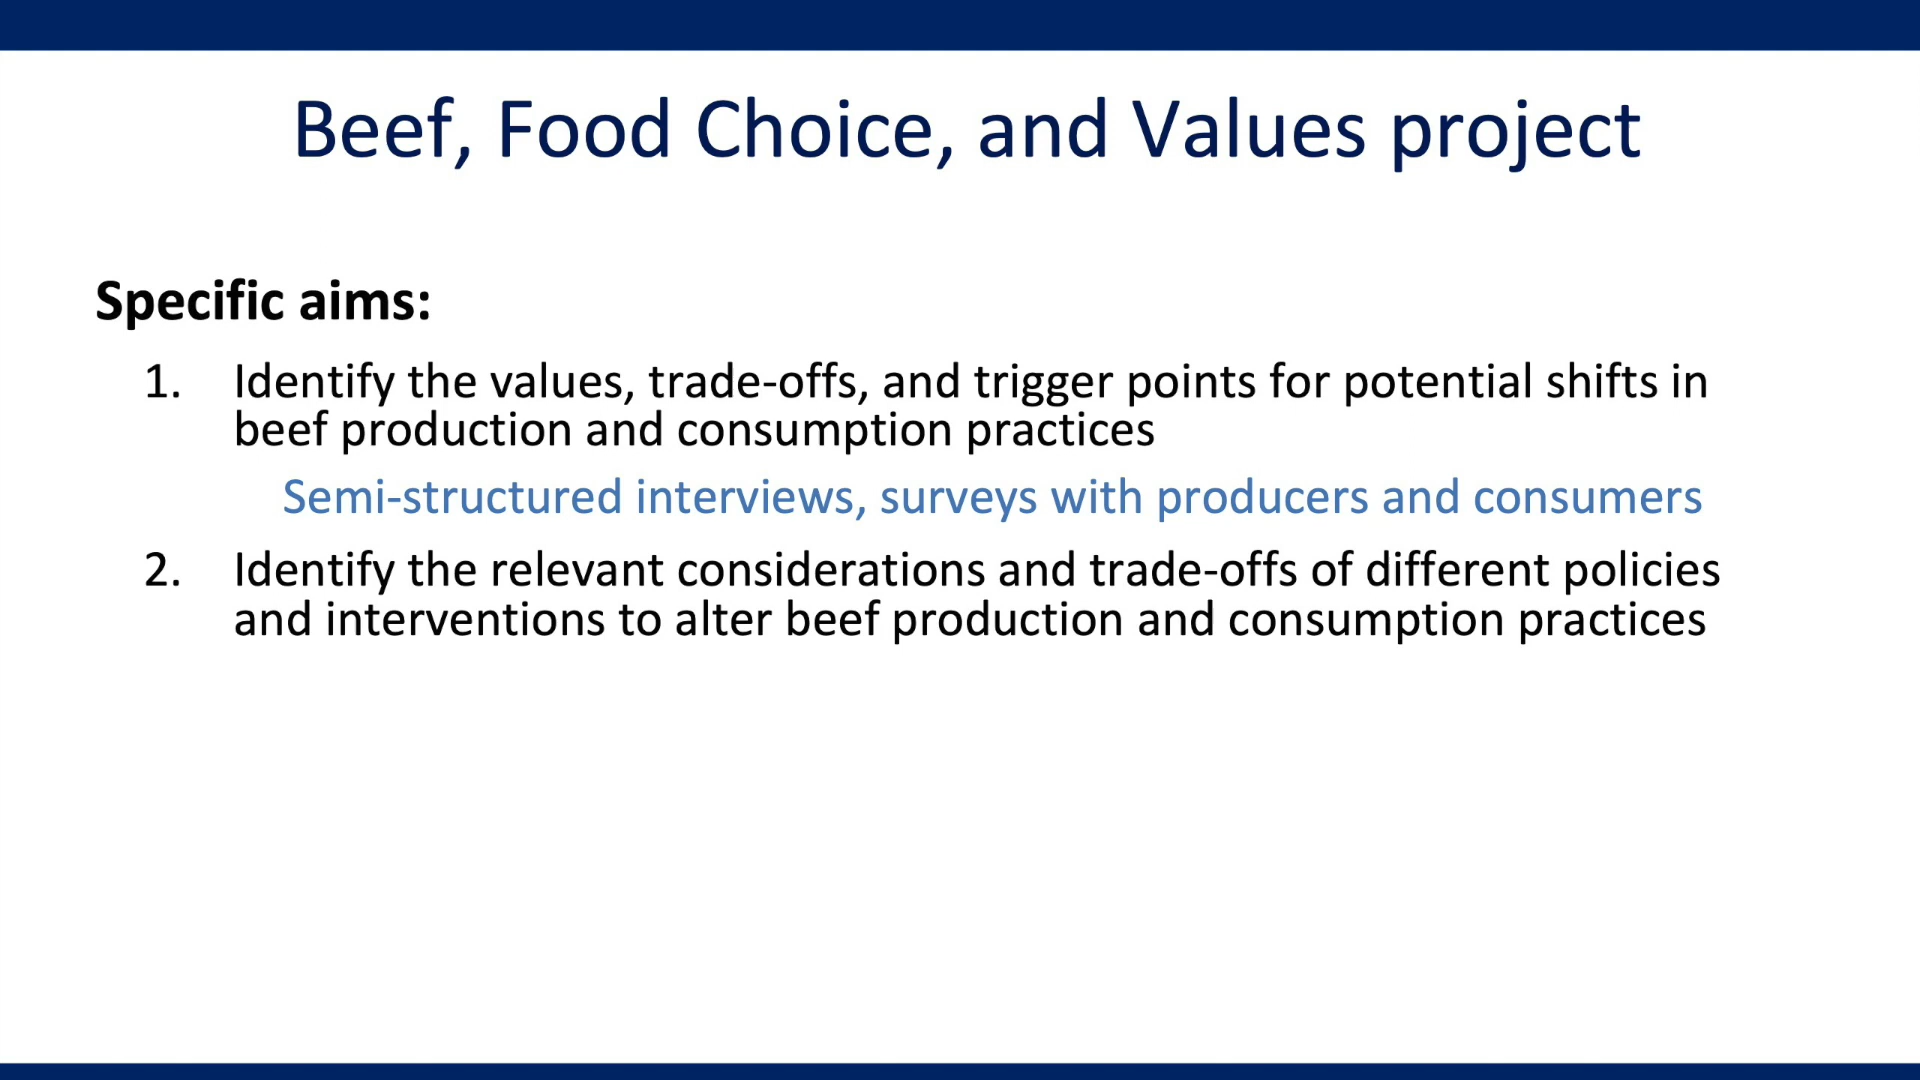 Beef, Food Choice, and Values project
Specific aims:
1. Identify the values, trade-offs, and trigger points for potential shifts in
beef production and consumption practices
Semi-structured interviews, surveys with producers and consumers
2. Identify the relevant considerations and trade-offs of different policies
and interventions to alter beef production and consumption practices